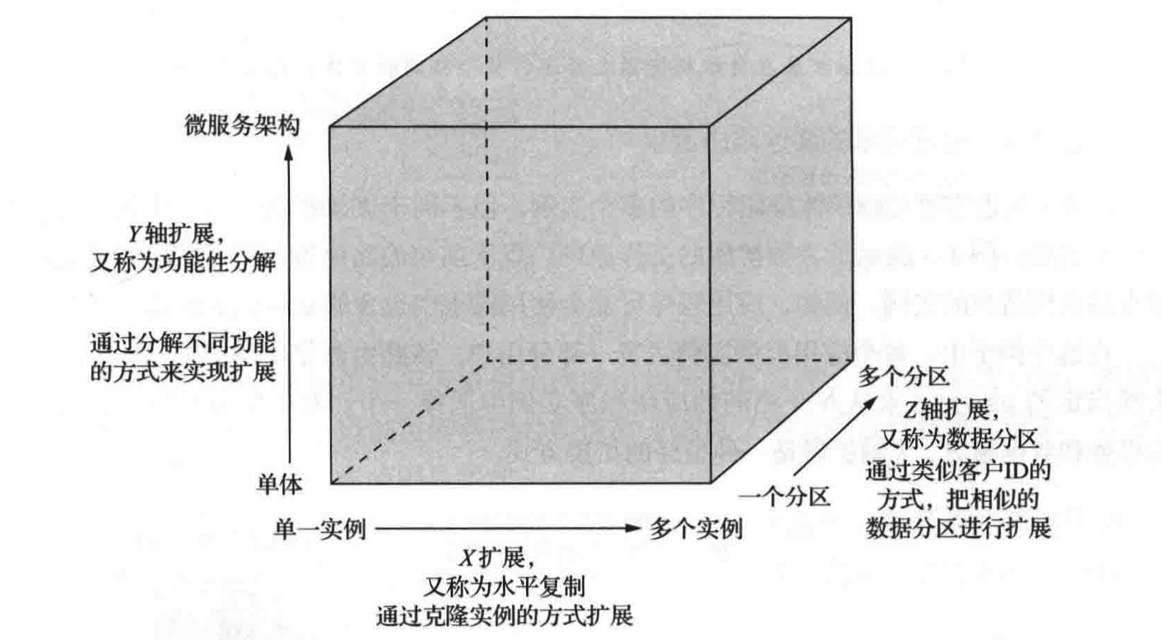 微服务架构
Y轴扩展，
又称为功能性分解
通过分解不同功能
的方式来实现扩展
单体
单一实例
多个实例
X扩展，
又称为水平复制
通过克隆实例的方式扩展
一个分区
多个分区
Z轴扩展，
又称为数据分区
通过类似客户ID的
方式，把相似的
数据分区进行扩展